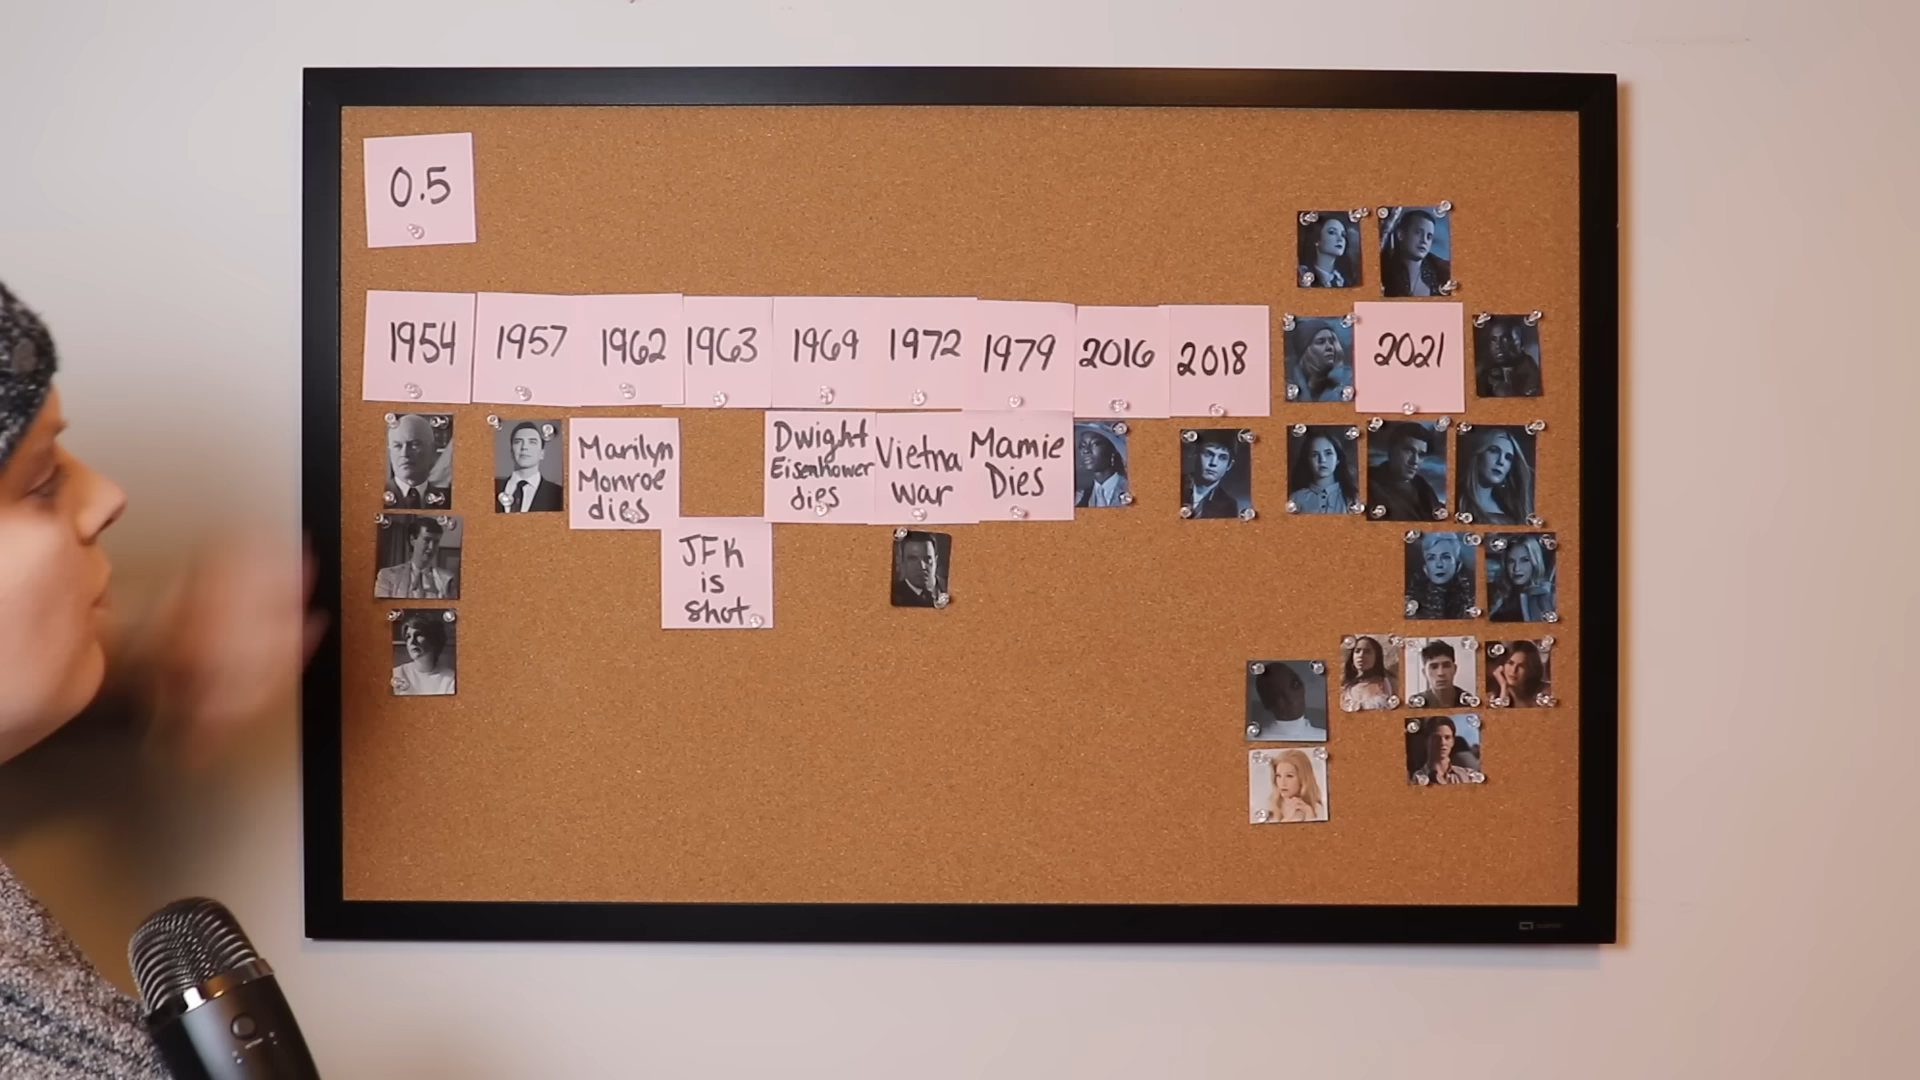 0.5
1954 1957 1962 1963 1969 1972 1979 2016 2018 2021
Marilyn
Monroe
dies
JFK
is
shot
Dwight
Eisenhower
dies
Vietna
war
Mamie
Dies